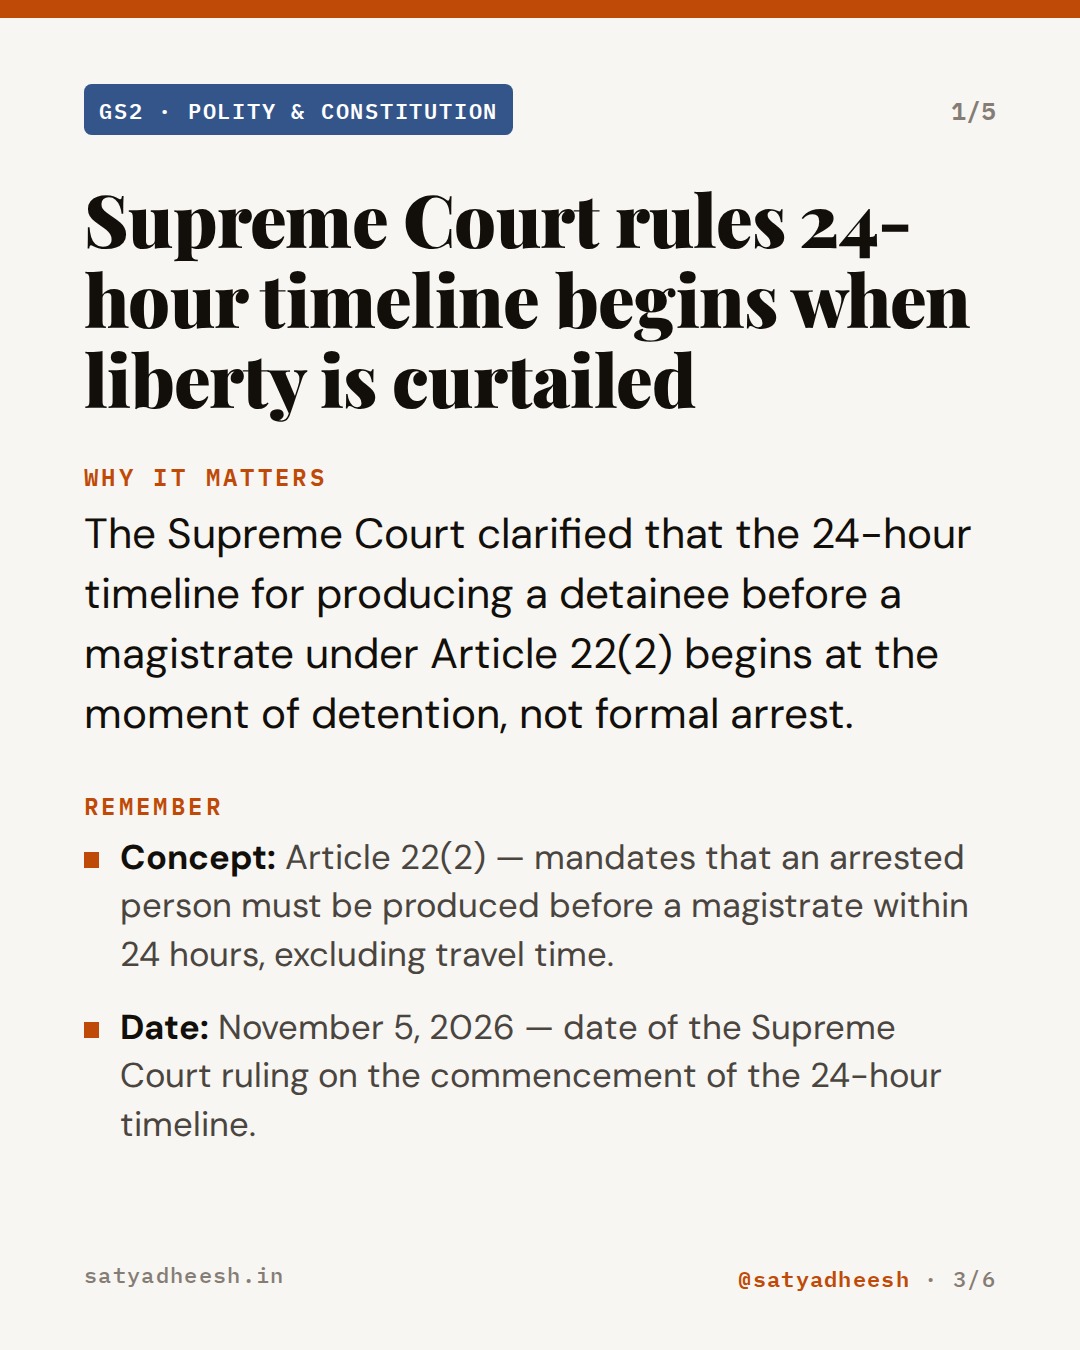 GS2 · POLITY & CONSTITUTION
1/5
Supreme Court rules 24-
hour timeline begins when
liberty is curtailed
WHY IT MATTERS
The Supreme Court clarified that the 24-hour
timeline for producing a detainee before a
magistrate under Article 22(2) begins at the
moment of detention, not formal arrest.
REMEMBER
Concept: Article 22(2) — mandates that an arrested
person must be produced before a magistrate within
24 hours, excluding travel time.
Date: November 5, 2026 — date of the Supreme
Court ruling on the commencement of the 24-hour
timeline.
satyadheesh.in
@satyadheesh · 3/6